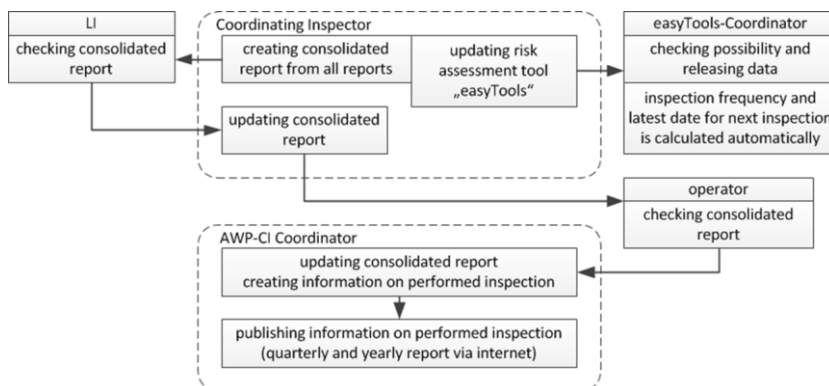 LI
checking consolidated
report
Coordinating Inspector
creating consolidated
report from all reports
updating risk
assessment tool
„easyTools“
updating consolidated
report
easyTools-Coordinator
checking possibility and
releasing data
inspection frequency and
latest date for next inspection
is calculated automatically
operator
checking consolidated
report
AWP-CI Coordinator
updating consolidated report
creating information on performed inspection
publishing information on performed inspection
(quarterly and yearly report via internet)